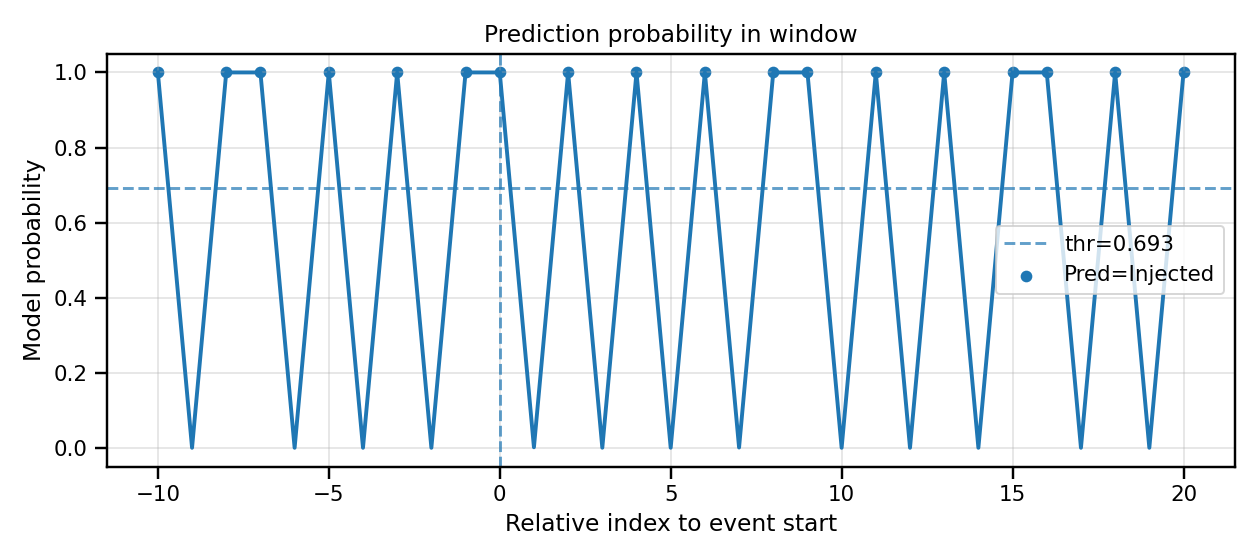 Prediction probability in window
1.0
0.8
0.6
0.4
0.2
0.0
Model probability
thr=0.693
Pred=Injected
−10
−5
0
5
10
15
20
Relative index to event start